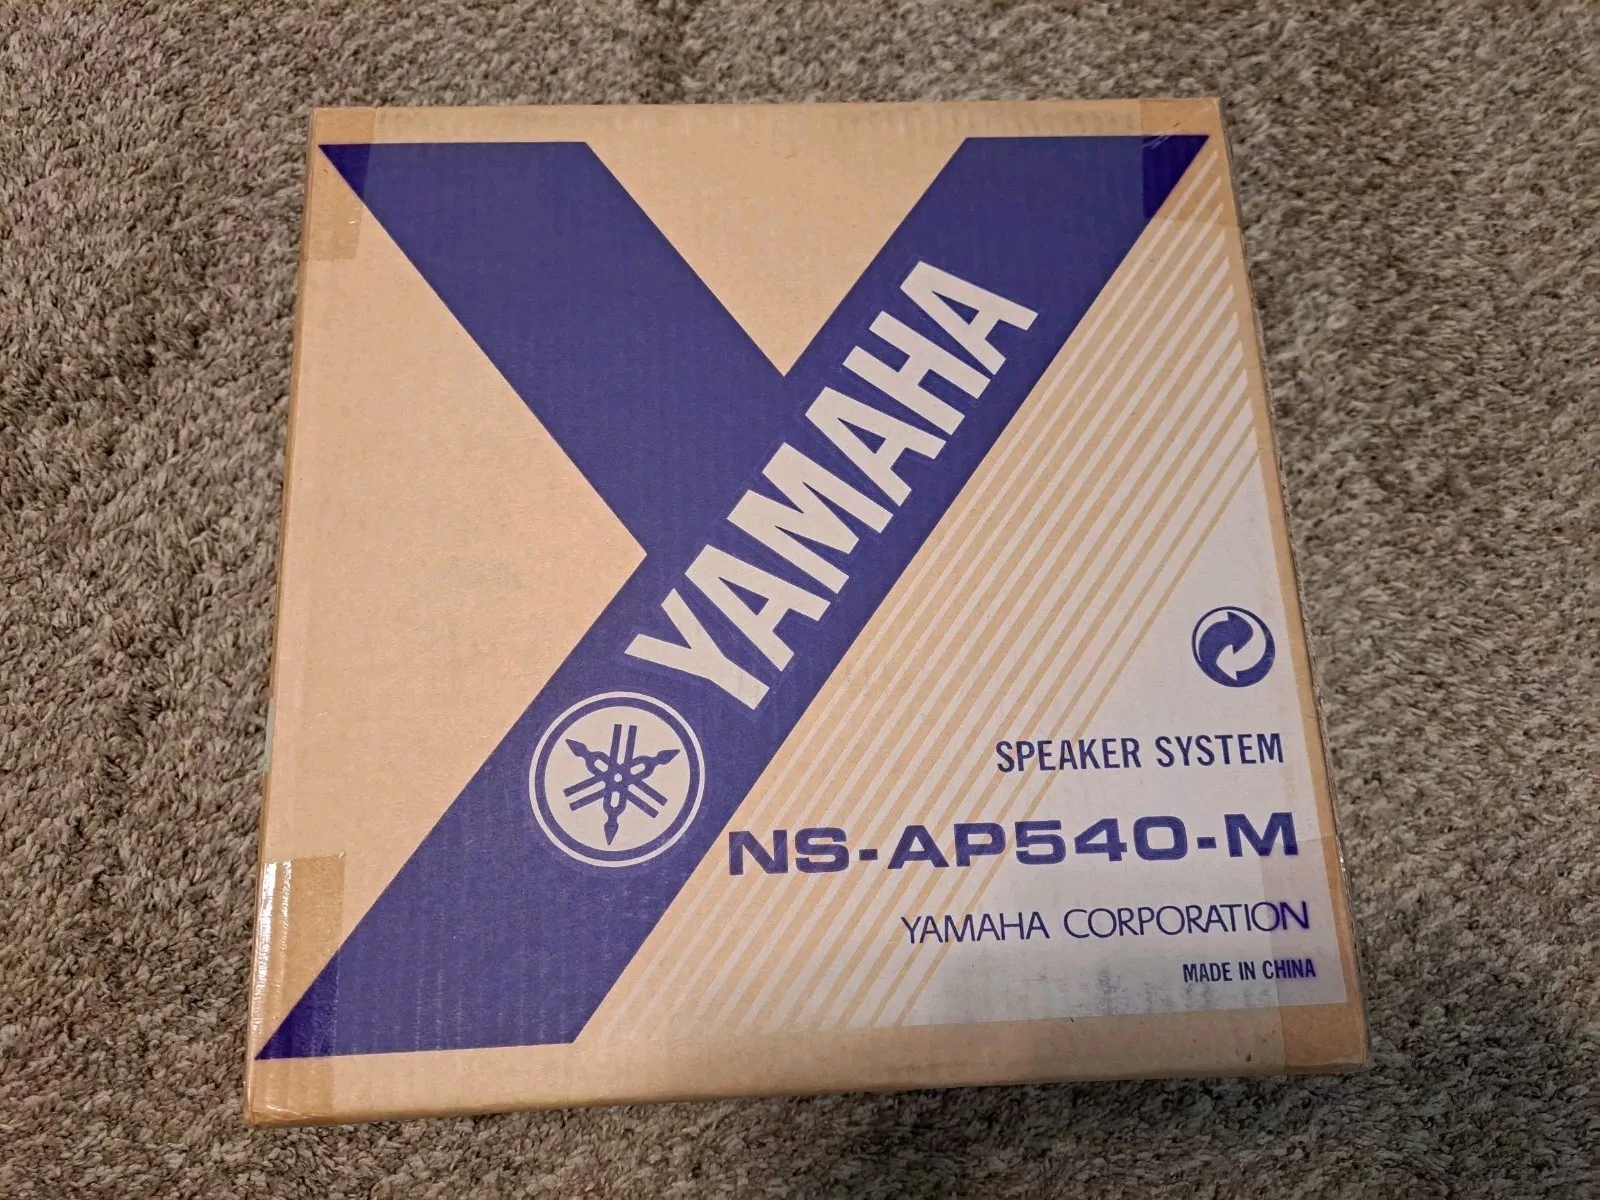 YAMAHA
SPEAKER SYSTEM
NS-AP540-M
YAMAHA CORPORATION
MADE IN CHINA